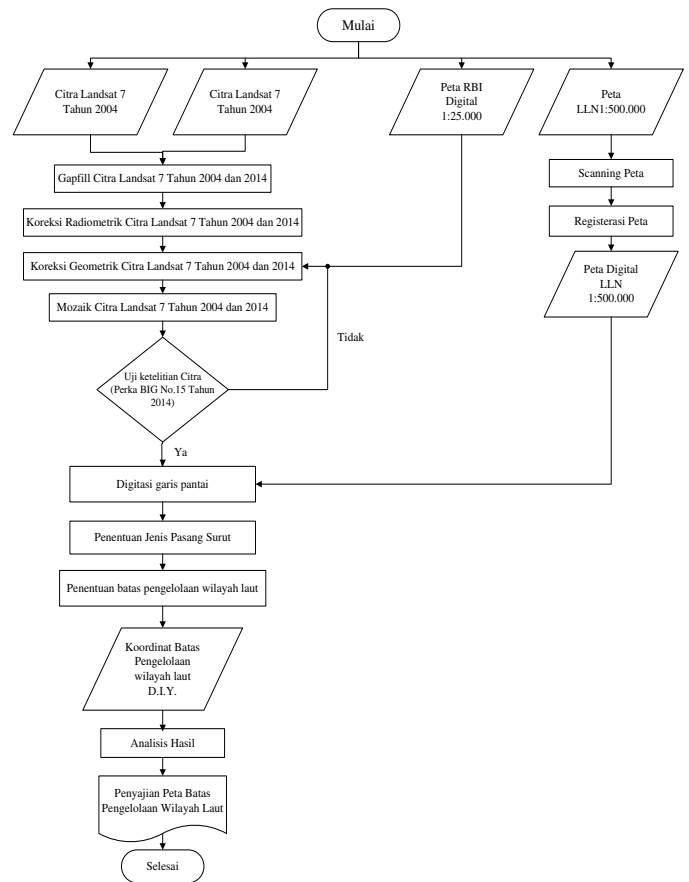 Mulai
Citra Landsat 7
Tahun 2004
Citra Landsat 7
Tahun 2004
Peta RBI
Digital
1:25.000
Peta
LLN1:500.000
Gapfill Citra Landsat 7 Tahun 2004 dan 2014
Scanning Peta
Koreksi Radiometrik Citra Landsat 7 Tahun 2004 dan 2014
Registerasi Peta
Koreksi Geometrik Citra Landsat 7 Tahun 2004 dan 2014
Peta Digital
LLN
1:500.000
Mozaik Citra Landsat 7 Tahun 2004 dan 2014
Tidak
Uji ketelitian Citra
(Perka BIG No.15 Tahun
2014)
Ya
Digitasi garis pantai
Penentuan Jenis Pasang Surut
Penentuan batas pengelolaan wilayah laut
Koordinat Batas
Pengelolaan
wilayah laut
D.I.Y.
Analisis Hasil
Penyajian Peta Batas
Pengelolaan Wilayah Laut
Selesai